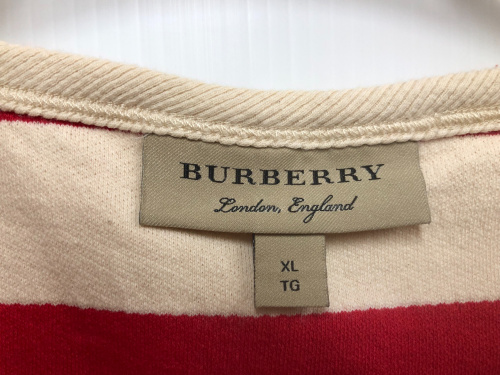 BURBERRY
London, England
XL
TG